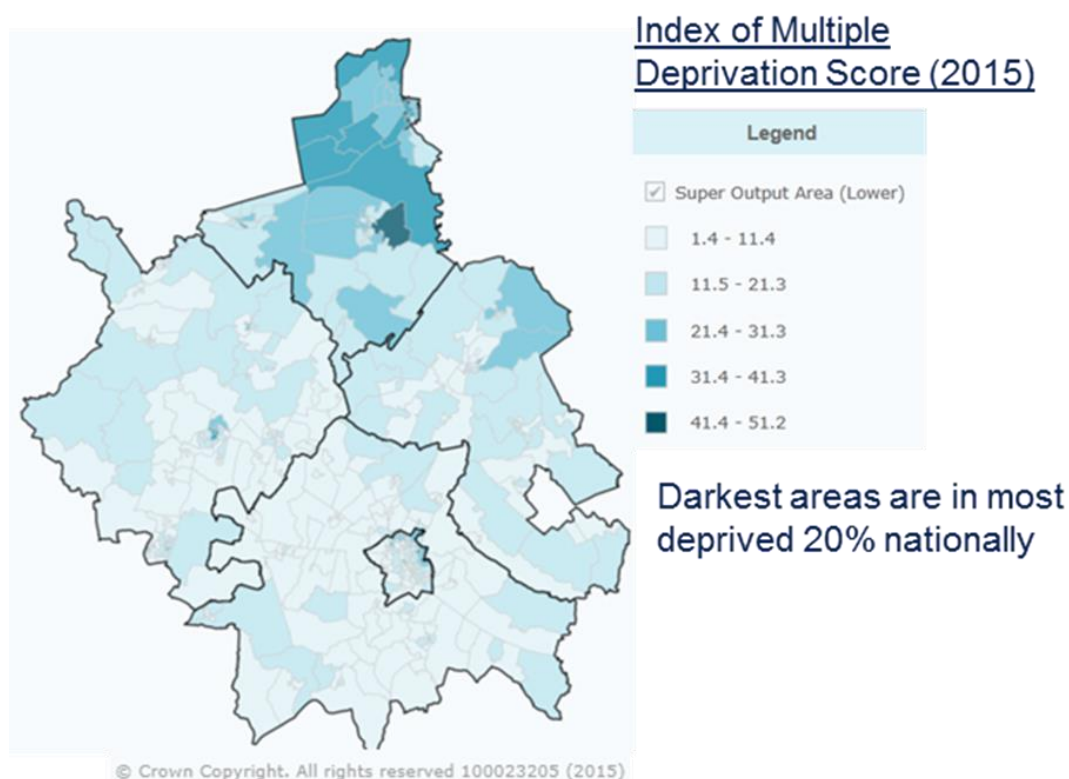 Index of Multiple
Deprivation Score (2015)
Legend
Super Output Area (Lower)
1.4 - 11.4
11.5 - 21.3
21.4 - 31.3
31.4 - 41.3
41.4 - 51.2
Darkest areas are in most
deprived 20% nationally
© Crown Copyright. All rights reserved 100023205 (2015)